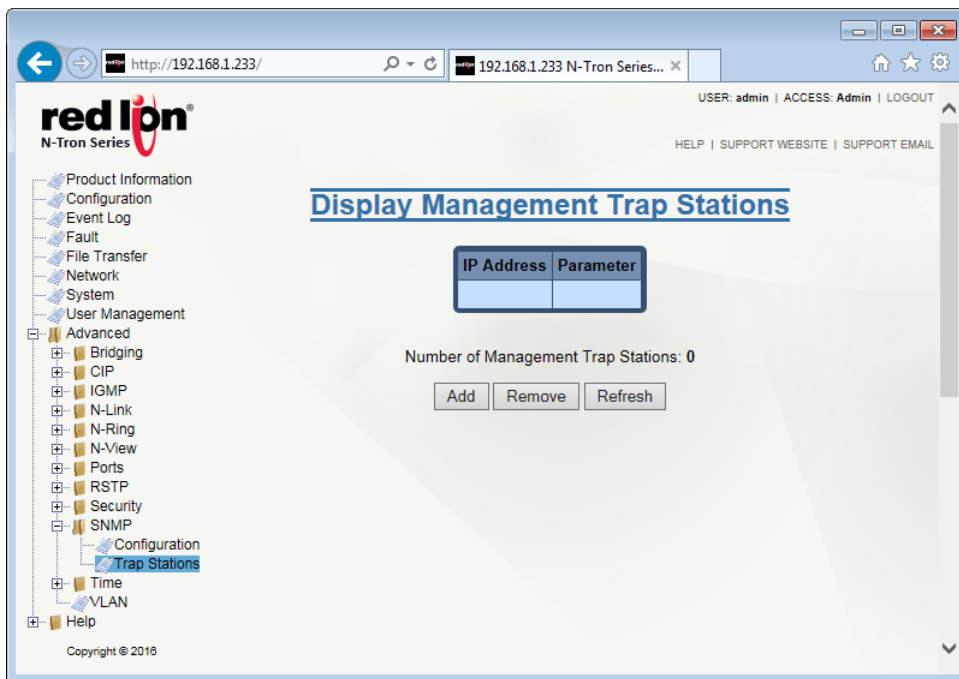 http://192.168.1.233/
192.168.1.233 N-Tron Series...
USER: admin | ACCESS: Admin | LOGOUT
red lion®
N-Tron Series
HELP | SUPPORT WEBSITE | SUPPORT EMAIL
Product Information
Configuration
Event Log
Fault
File Transfer
Network
System
User Management
Advanced
Bridging
CIP
IGMP
N-Link
N-Ring
N-View
Ports
RSTP
Security
SNMP
Configuration
Trap Stations
Time
VLAN
Help
Copyright © 2016
Display Management Trap Stations
IP Address Parameter
Number of Management Trap Stations: 0
Add Remove Refresh